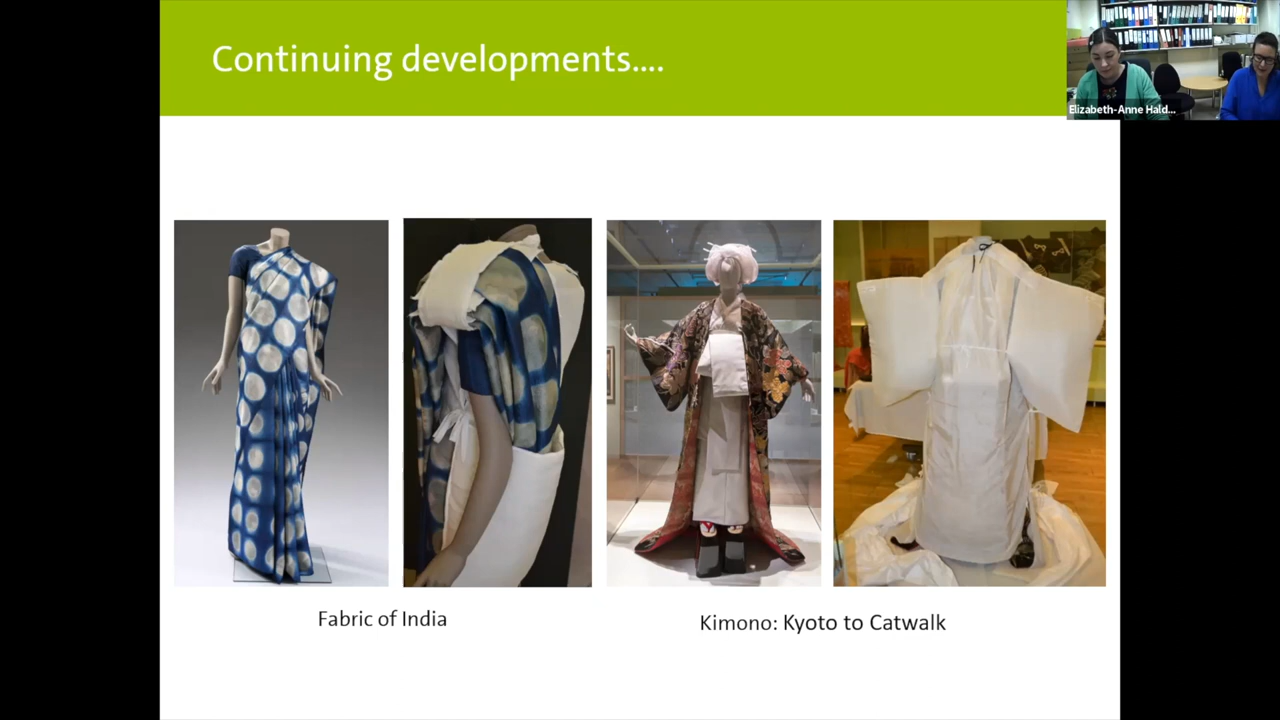 Continuing developments....
Elizabeth-Anne Hald...
Fabric of India
Kimono: Kyoto to Catwalk